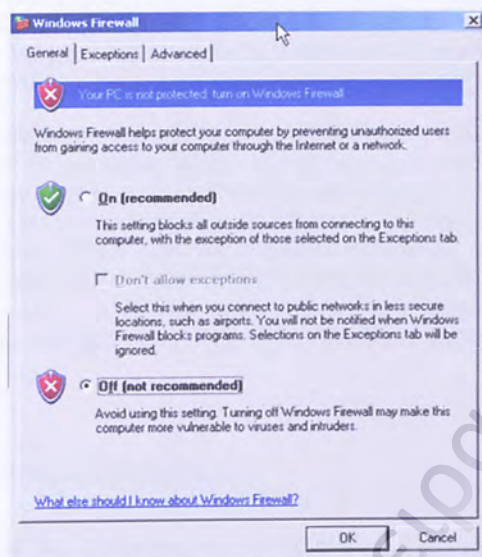 Windows Firewall
General Exceptions Advanced
Your PC is not protected: turn on Windows Firewall
Windows Firewall helps protect your computer by preventing unauthorized users
from gaining access to your computer through the Internet or a network.
On (recommended)
This setting blocks all outside sources from connecting to this
computer, with the exception of those selected on the Exceptions tab.
Don't allow exceptions
Select this when you connect to public networks in less secure
locations, such as airports. You will not be notified when Windows
Firewall blocks programs. Selections on the Exceptions tab will be
ignored.
Off (not recommended)
Avoid using this setting. Turning off Windows Firewall may make this
computer more vulnerable to viruses and intruders.
What else should I know about Windows Firewall?
OK Cancel